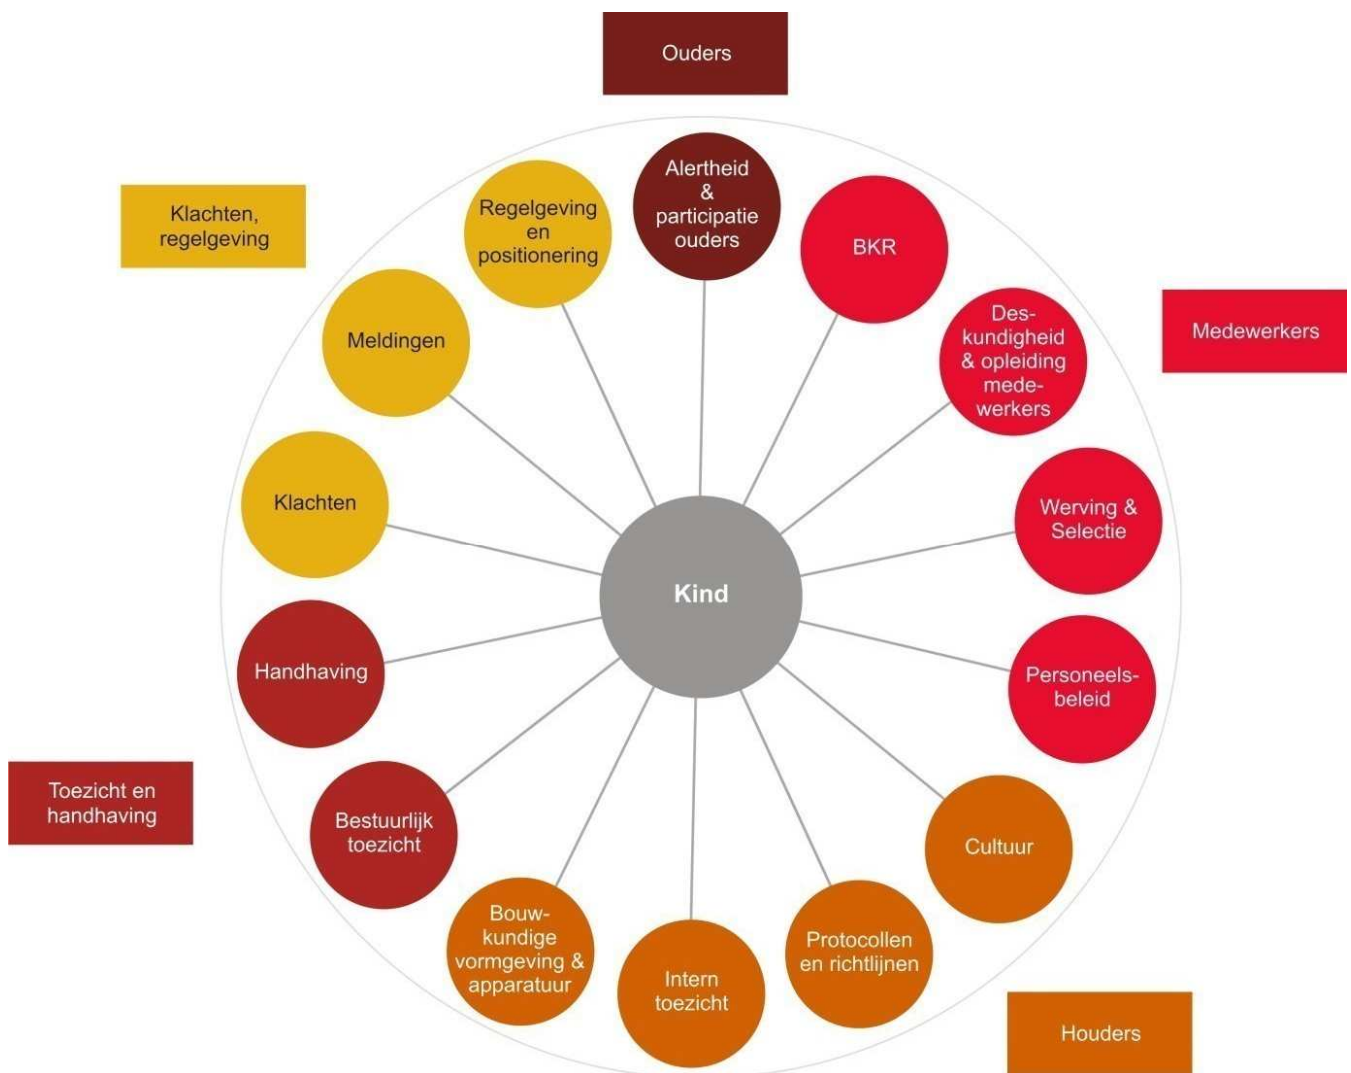 Ouders
Alertheid
&
participatie
ouders
Regelgeving
en
positionering
BKR
Klachten,
regelgeving
Meldingen
Des-
kundigheid
& opleiding
mede-
werkers
Medewerkers
Klachten
Werving &
Selectie
Kind
Handhaving
Personeels-
beleid
Toezicht en
handhaving
Bestuurlijk
toezicht
Cultuur
Bouw-
kundige
vormgeving &
apparatuur
Intern
toezicht
Protocollen
en richtlijnen
Houders